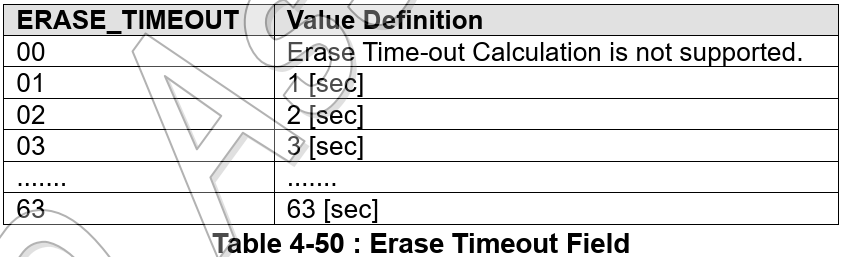 ERASE_TIMEOUT Value Definition
00 Erase Time-out Calculation is not supported.
01 1 [sec]
02 2 [sec]
03 3 [sec]
....... .......
63 63 [sec]
Table 4-50 : Erase Timeout Field